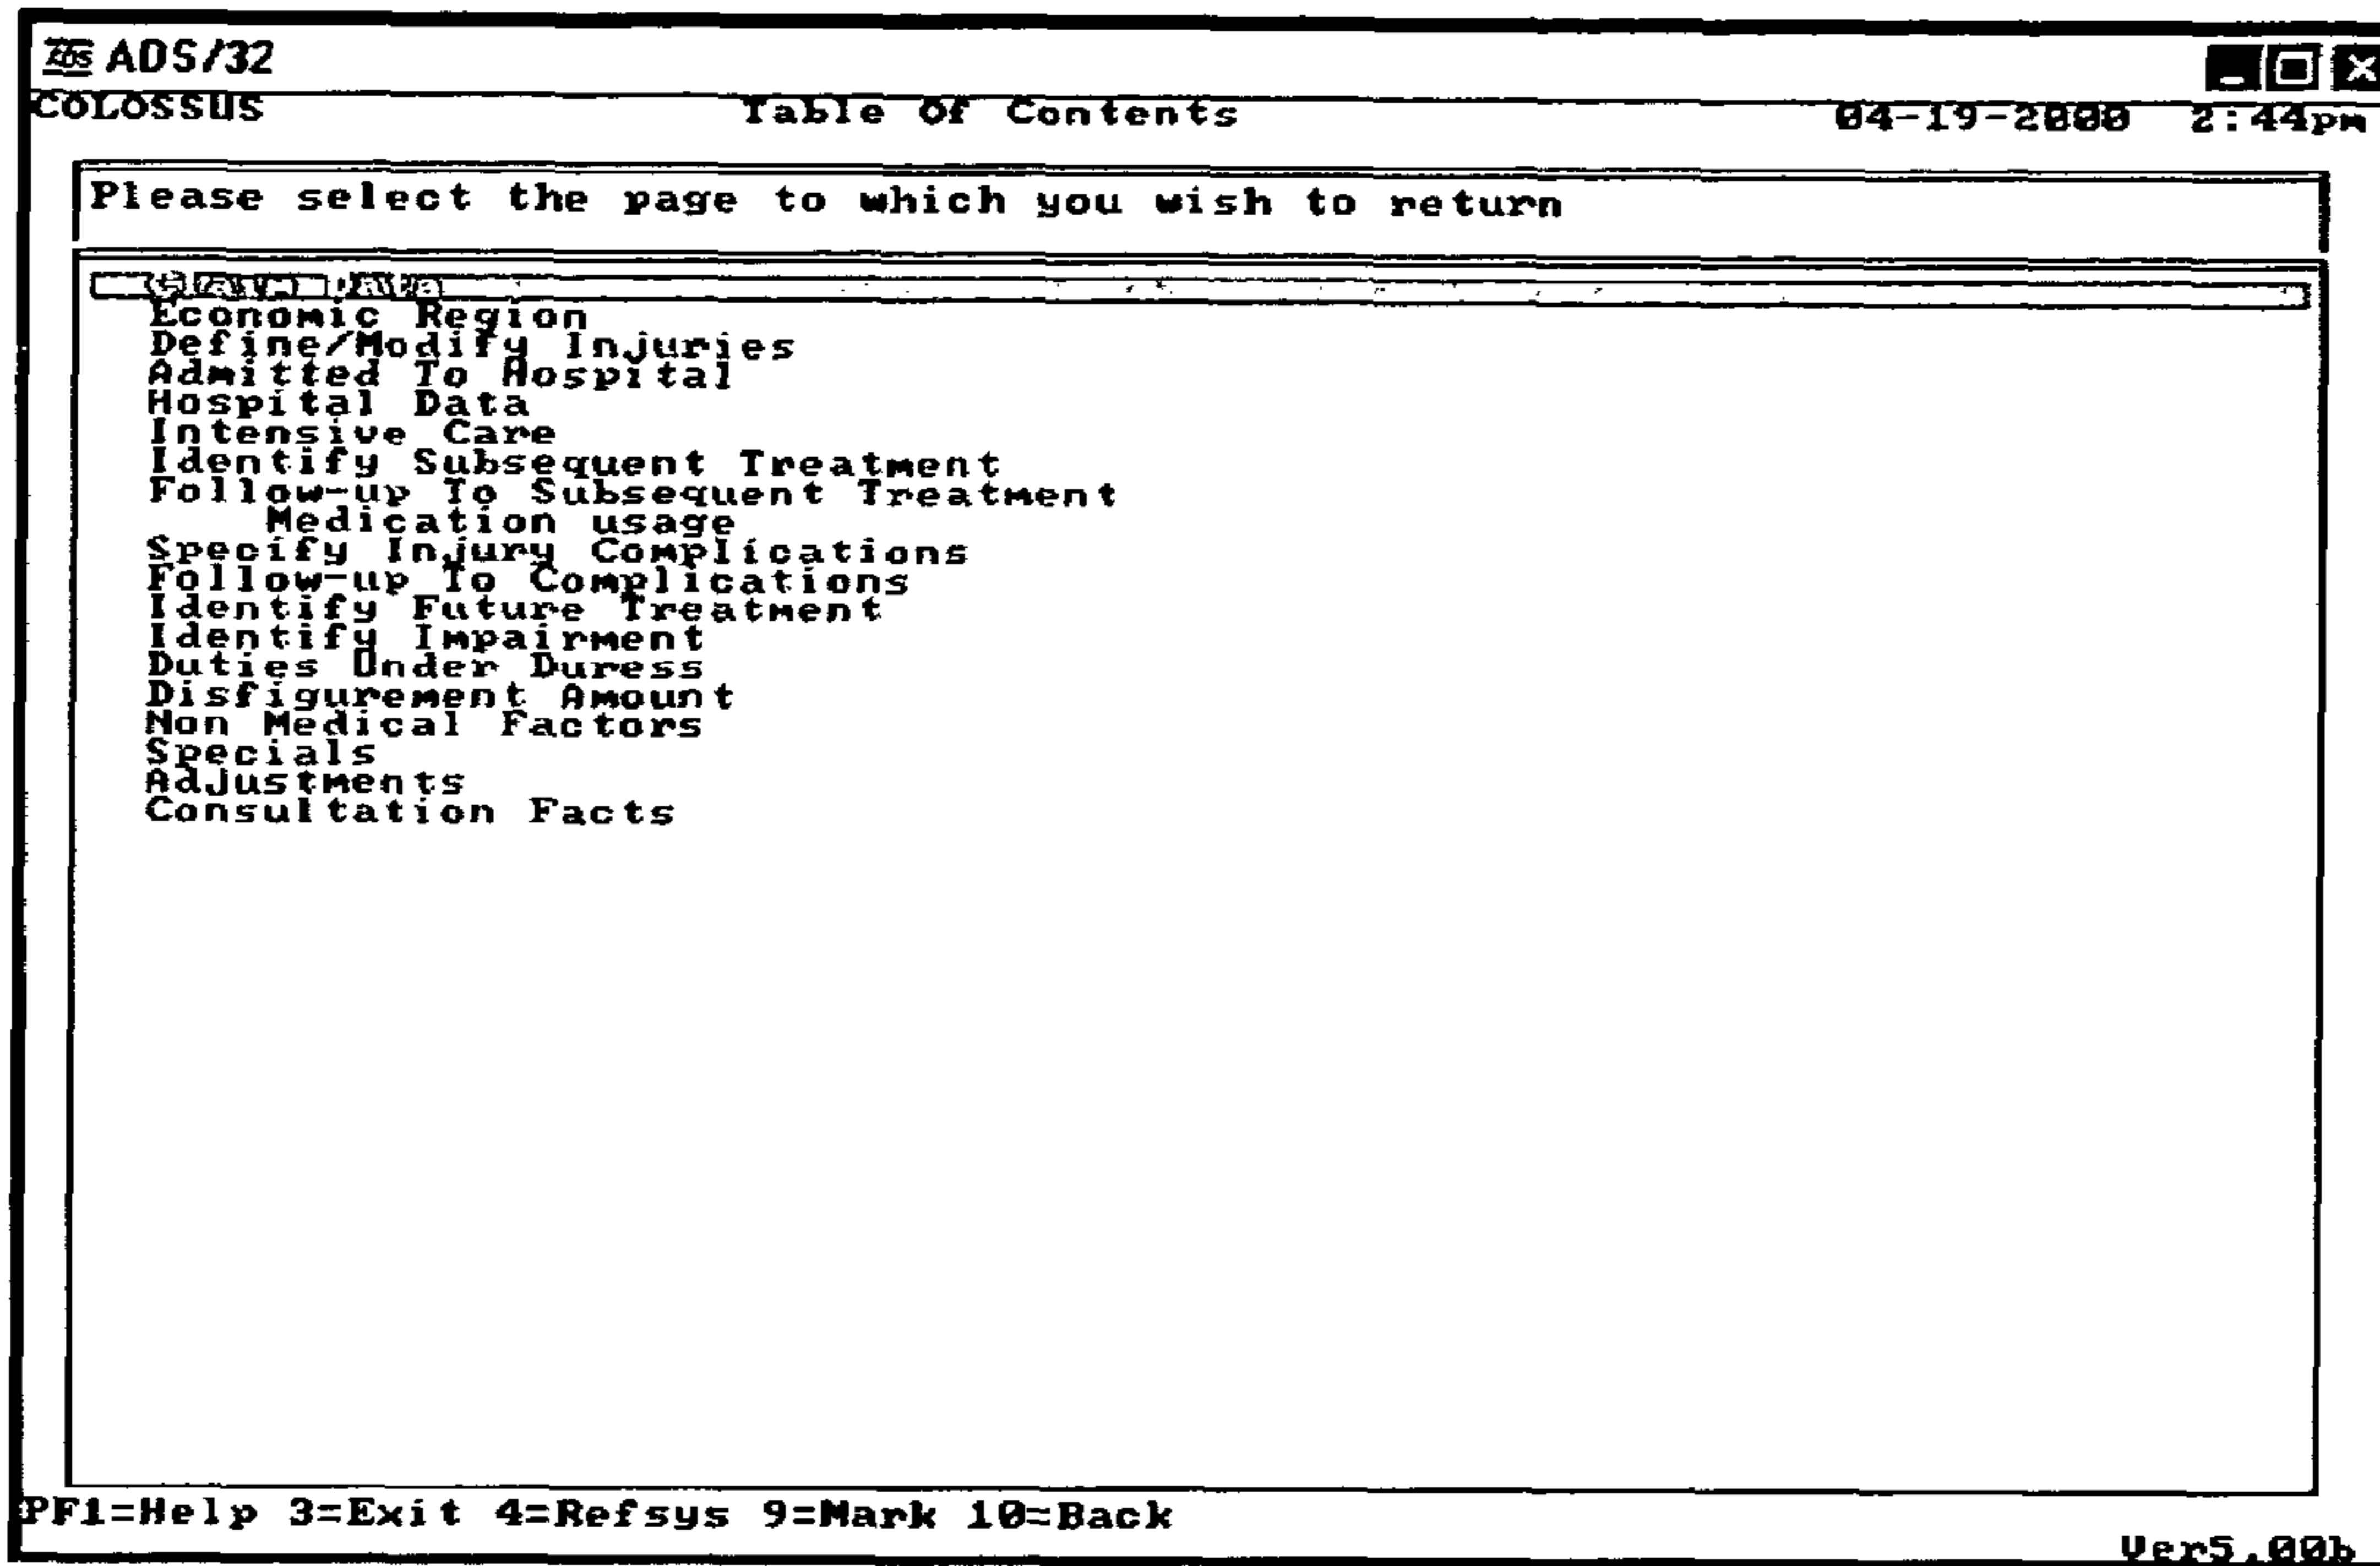 ADS ADS/32
COLOSSUS Table Of Contents 04-19-2000 2:44pm
Please select the page to which you wish to return
Claim Data
Economic Region
Define/Modify Injuries
Admitted To Hospital
Hospital Data
Intensive Care
Identify Subsequent Treatment
Follow-up To Subsequent Treatment
Medication usage
Specify Injury Complications
Follow-up To Complications
Identify Future Treatment
Identify Impairment
Duties Under Duress
Disfigurement Amount
Non Medical Factors
Specials
Adjustments
Consultation Facts
PF1=Help 3=Exit 4=Refsys 9=Mark 10=Back
Ver5.00b